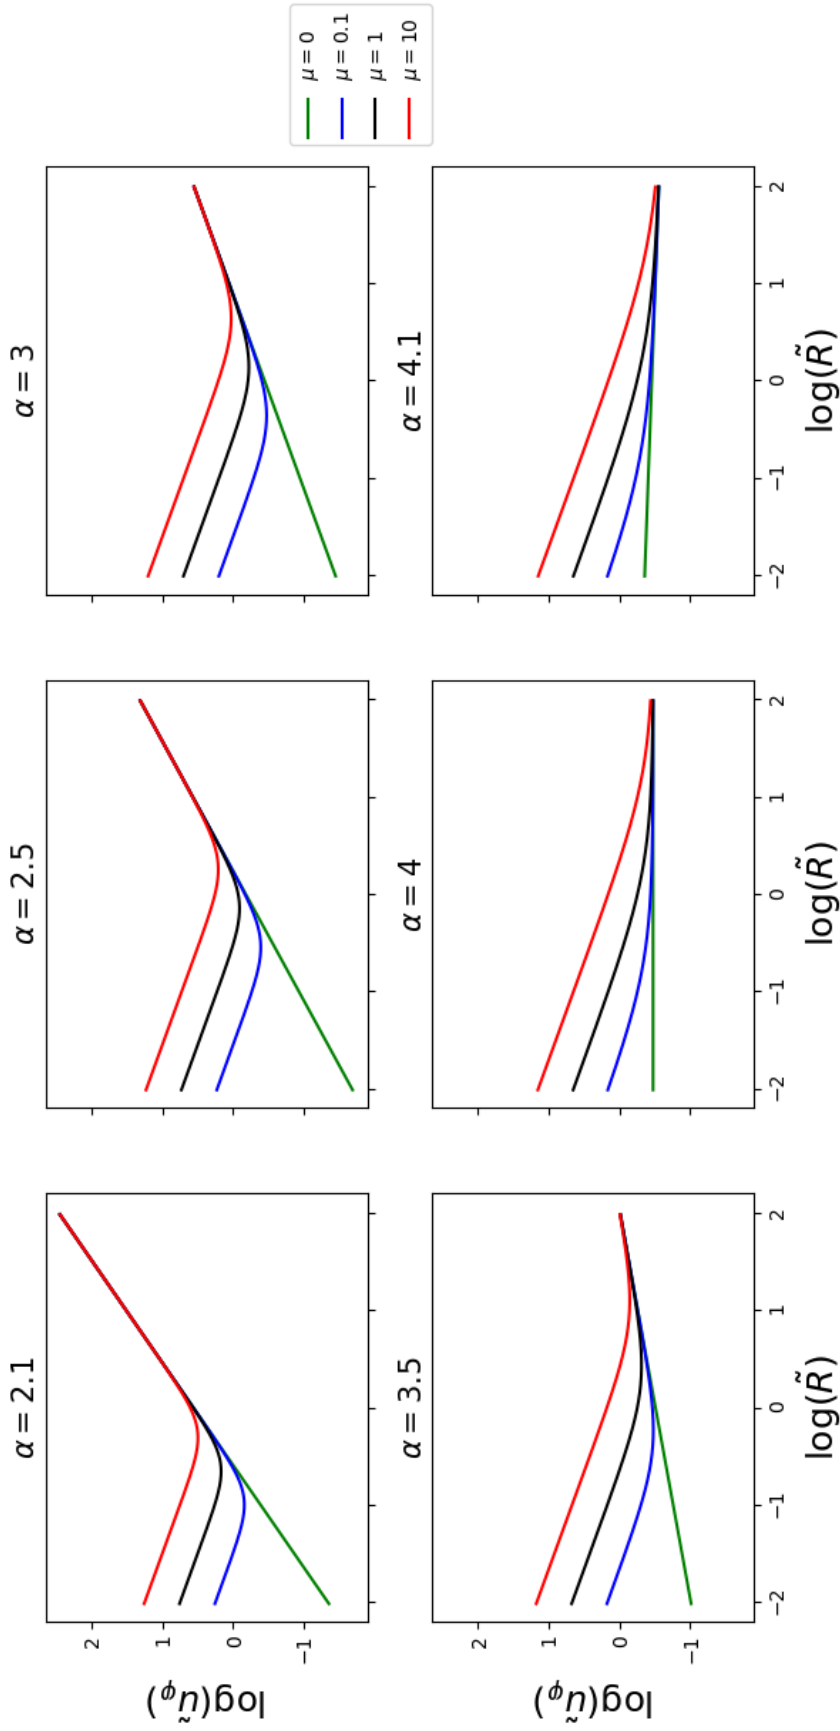 α = 2.1
α = 2.5
α = 3
μ = 0
μ = 0.1
μ = 1
μ = 10
log(ũ_ϕ)
2
1
0
−1
α = 3.5
α = 4
α = 4.1
log(ũ_ϕ)
2
1
0
−1
−2 −1 0 1 2
−2 −1 0 1 2
−2 −1 0 1 2
log(R̃)
log(R̃)
log(R̃)